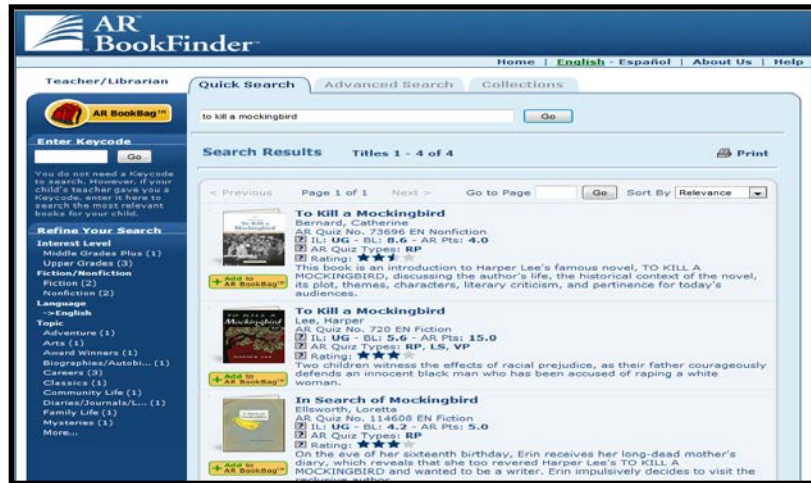 AR
BookFinder™
Home | English - Español | About Us | Help
Teacher/Librarian
Quick Search
Advanced Search
Collections
AR BookBag™
to kill a mockingbird
Go
Enter Keycode
Go
You do not need a Keycode
to search. However, if your
child's teacher gave you a
Keycode, enter it here to
search the most relevant
books for your child.
Refine Your Search
Interest Level
Middle Grades Plus (1)
Upper Grades (3)
Fiction/Nonfiction
Fiction (2)
Nonfiction (2)
Language
->English
Topic
Adventure (1)
Arts (1)
Award Winners (1)
Biographies/Autobi... (1)
Careers (3)
Classics (1)
Community Life (1)
Diaries/Journals/L... (1)
Family Life (1)
Mysteries (1)
More...
Search Results Titles 1 - 4 of 4
Print
< Previous Page 1 of 1 Next > Go to Page Go Sort By Relevance
To Kill a Mockingbird
Bernard, Catherine
AR Quiz No. 73696 EN Nonfiction
IL: UG - BL: 8.6 - AR Pts: 4.0
AR Quiz Types: RP
Rating:
This book is an introduction to Harper Lee's famous novel, TO KILL A
MOCKINGBIRD, discussing the author's life, the historical context of the novel,
its plot, themes, characters, literary criticism, and pertinence for today's
audiences.
+ Add to
AR BookBag™
To Kill a Mockingbird
Lee, Harper
AR Quiz No. 720 EN Fiction
IL: UG - BL: 5.6 - AR Pts: 15.0
AR Quiz Types: RP, LS, VP
Rating:
Two children witness the effects of racial prejudice, as their father courageously
defends an innocent black man who has been accused of raping a white
woman.
TO KILL A
Mockingbird
HARPER LEE
+ Add to
AR BookBag™
In Search of Mockingbird
Ellsworth, Loretta
AR Quiz No. 114608 EN Fiction
IL: UG - BL: 4.2 - AR Pts: 5.0
AR Quiz Types: RP
Rating:
On the eve of her sixteenth birthday, Erin receives her long-dead mother's
diary, which reveals that she too revered Harper Lee's TO KILL A
MOCKINGBIRD and wanted to be a writer. Erin impulsively decides to visit the
reclusive author.
+ Add to
AR BookBag™